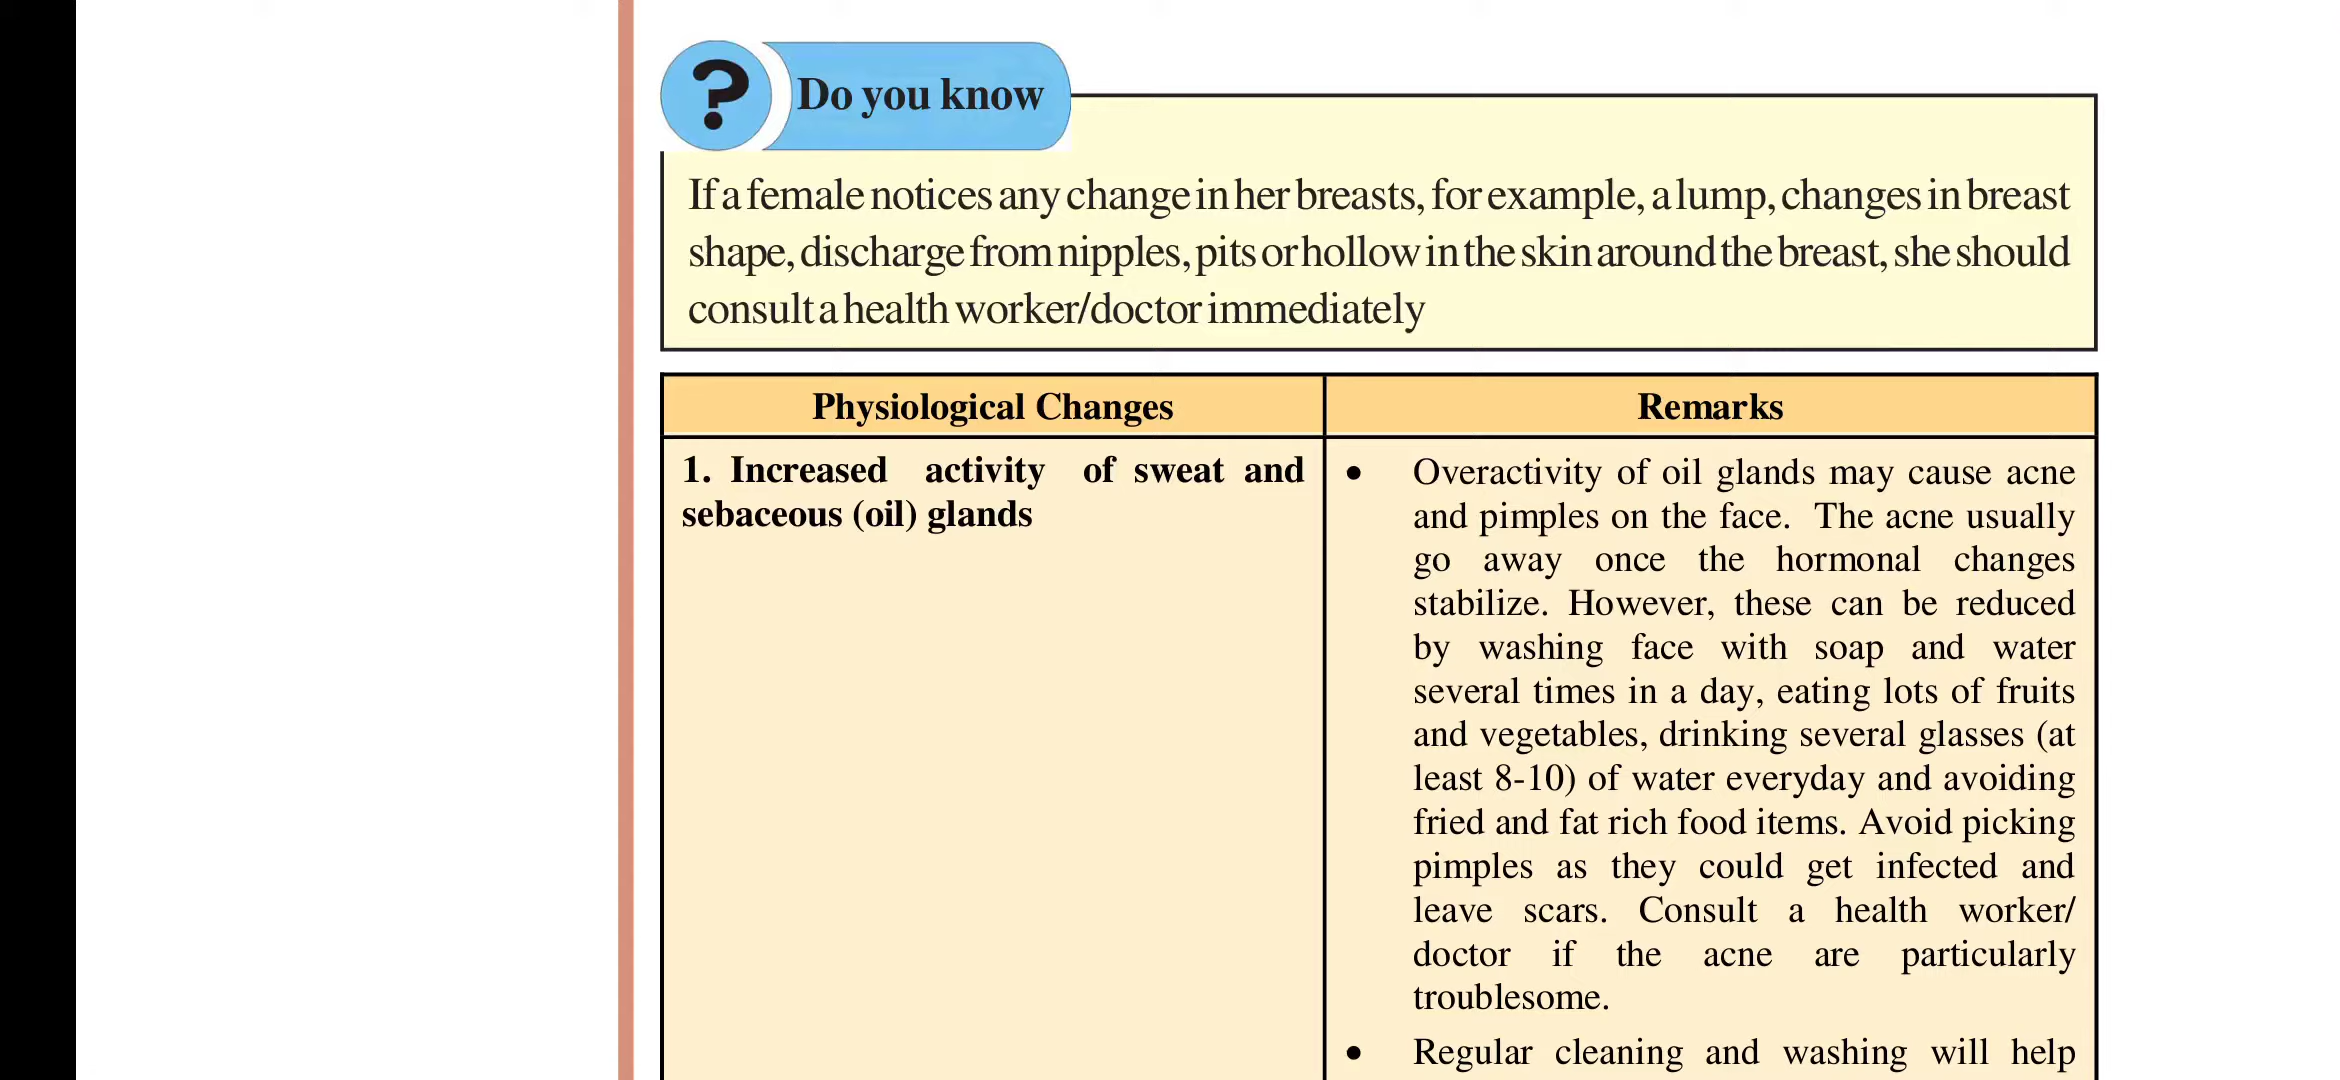 Do you know
If a female notices any change in her breasts, for example, a lump, changes in breast
shape, discharge from nipples, pits or hollow in the skin around the breast, she should
consult a health worker/doctor immediately
Physiological Changes
Remarks
1. Increased activity of sweat and
sebaceous (oil) glands
• Overactivity of oil glands may cause acne
and pimples on the face. The acne usually
go away once the hormonal changes
stabilize. However, these can be reduced
by washing face with soap and water
several times in a day, eating lots of fruits
and vegetables, drinking several glasses (at
least 8-10) of water everyday and avoiding
fried and fat rich food items. Avoid picking
pimples as they could get infected and
leave scars. Consult a health worker/
doctor if the acne are particularly
troublesome.
• Regular cleaning and washing will help